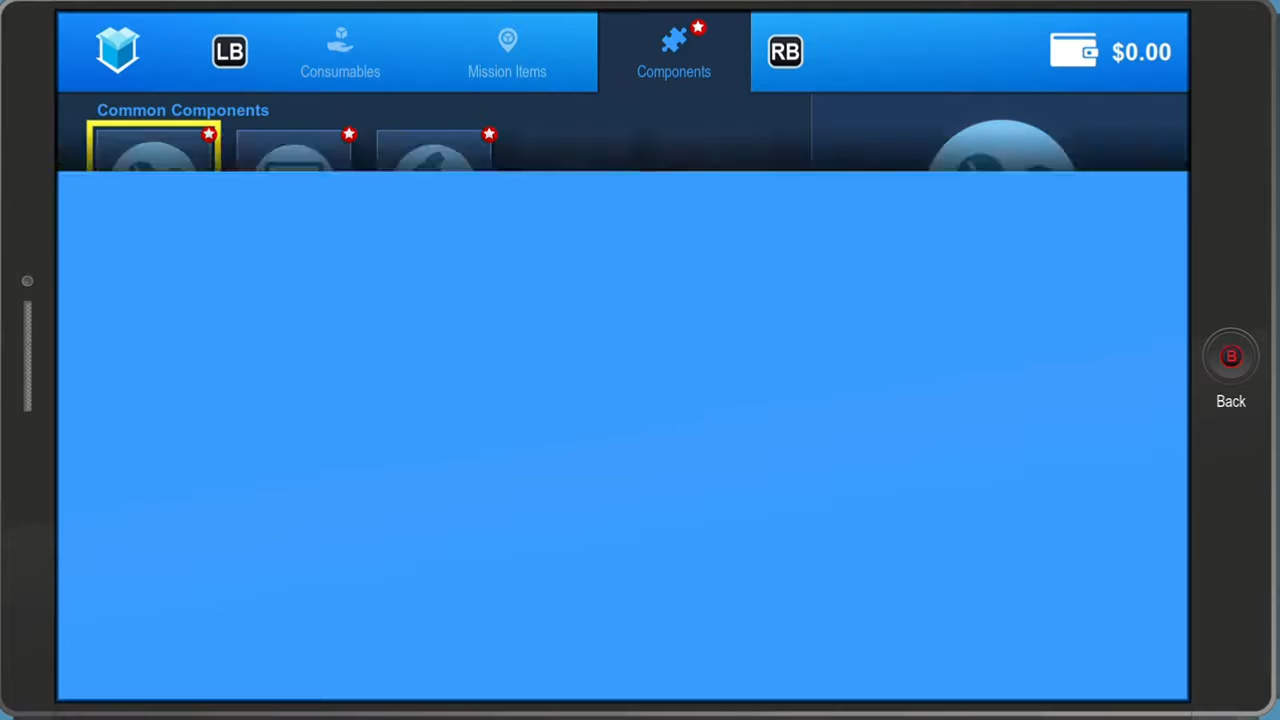 LB
Consumables
Mission Items
Components
RB
$0.00
Common Components
B
Back